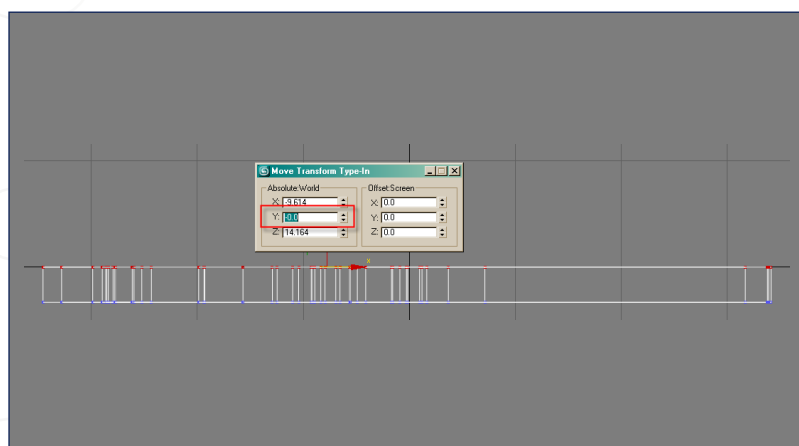 Move Transform Type-In
Absolute:World
Offset:Screen
X: -9.614
X: 0.0
Y: -0.0
Y: 0.0
Z: 14.164
Z: 0.0
x